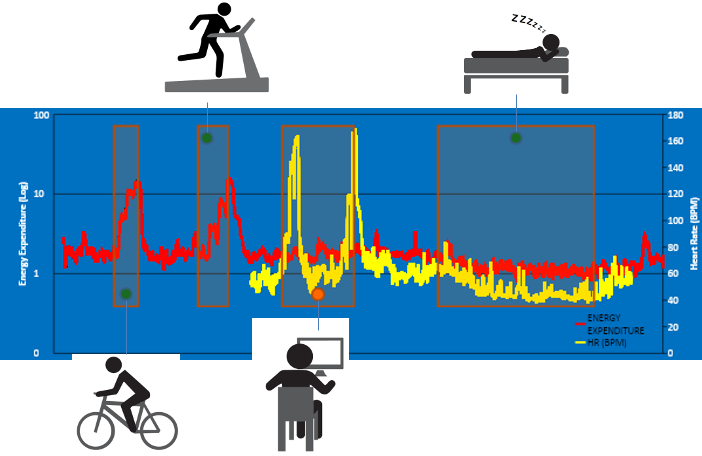 ZZZZZZZ
100
10
1
0
Energy Expenditure (Log)
180
160
140
120
100
80
60
40
20
0
Heart Rate (BPM)
ENERGY
EXPENDITURE
HR (BPM)